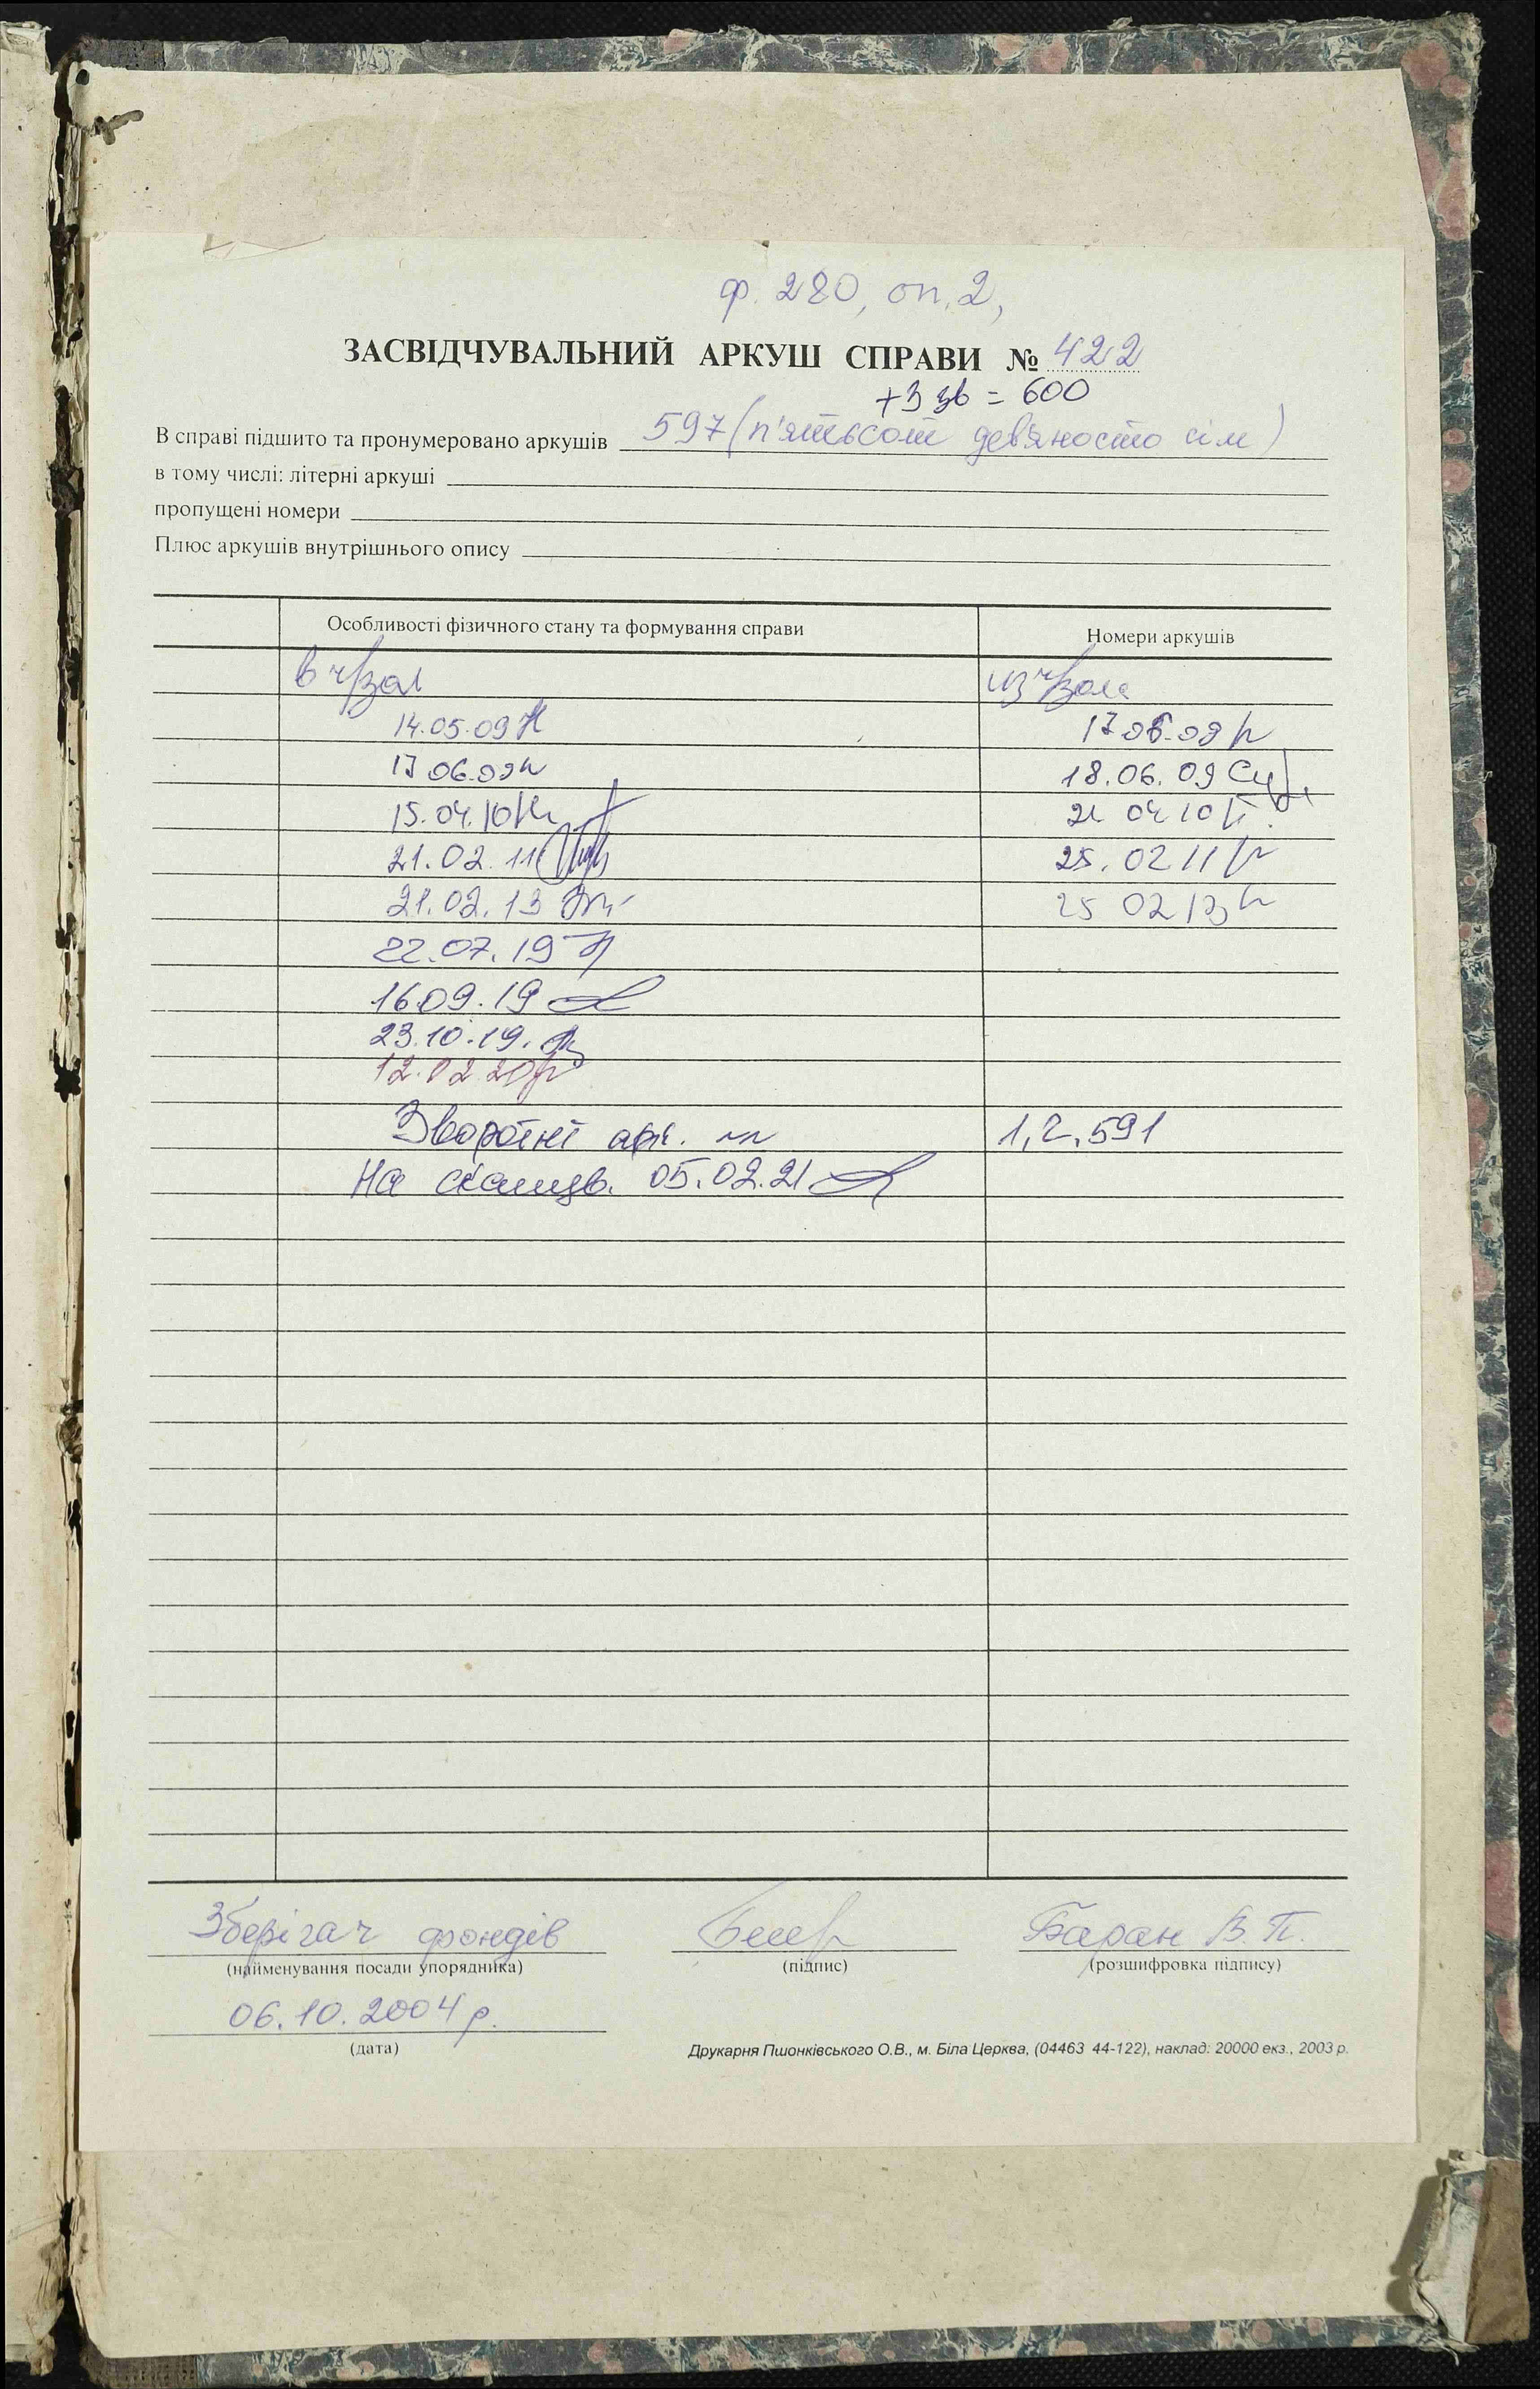 ф. 280, оп. 2,
ЗАСВІДЧУВАЛЬНИЙ АРКУШ СПРАВИ № 422
+3 зв = 600
В справі підшито та пронумеровано аркушів 597 (п'ятьсот дев'яносто сім)
в тому числі: літерні аркуші
пропущені номери
Плюс аркушів внутрішнього опису
Особливості фізичного стану та формування справи Номери аркушів
в ч/зал из ч/зала
14.05.09 17.06.09
17.06.09 18.06.09
15.04.10 21 04 10
21.02.11 25.02 11
21.02.13 25 02 13
22.07.19
16.09.19
23.10.19.
12.02.20
Зворотні арк. 1, 2, 591
На сканув. 05.02.21
Зберігач фондів Баран В. П.
(найменування посади упорядника) (підпис) (розшифровка підпису)
06.10.2004 р.
(дата)
Друкарня Пшонківського О.В., м. Біла Церква, (04463 44-122), наклад: 20000 екз., 2003 р.